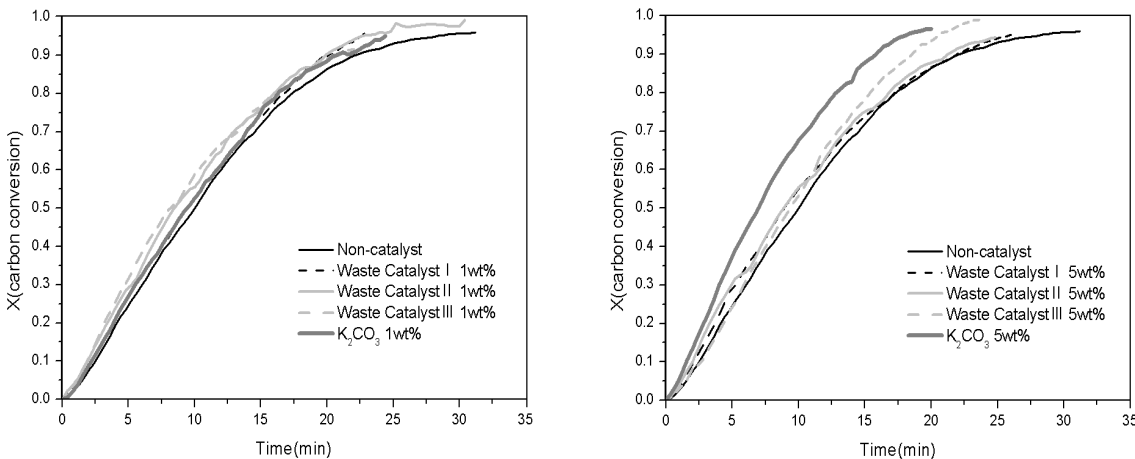 1.0
0.9
0.8
0.7
0.6
0.5
0.4
0.3
0.2
0.1
0.0
X(carbon conversion)
Non-catalyst
Waste Catalyst I 1wt%
Waste Catalyst II 1wt%
Waste Catalyst III 1wt%
K₂CO₃ 1wt%
0 5 10 15 20 25 30 35
Time(min)
1.0
0.9
0.8
0.7
0.6
0.5
0.4
0.3
0.2
0.1
0.0
X(carbon conversion)
Non-catalyst
Waste Catalyst I 5wt%
Waste Catalyst II 5wt%
Waste Catalyst III 5wt%
K₂CO₃ 5wt%
0 5 10 15 20 25 30 35
Time(min)